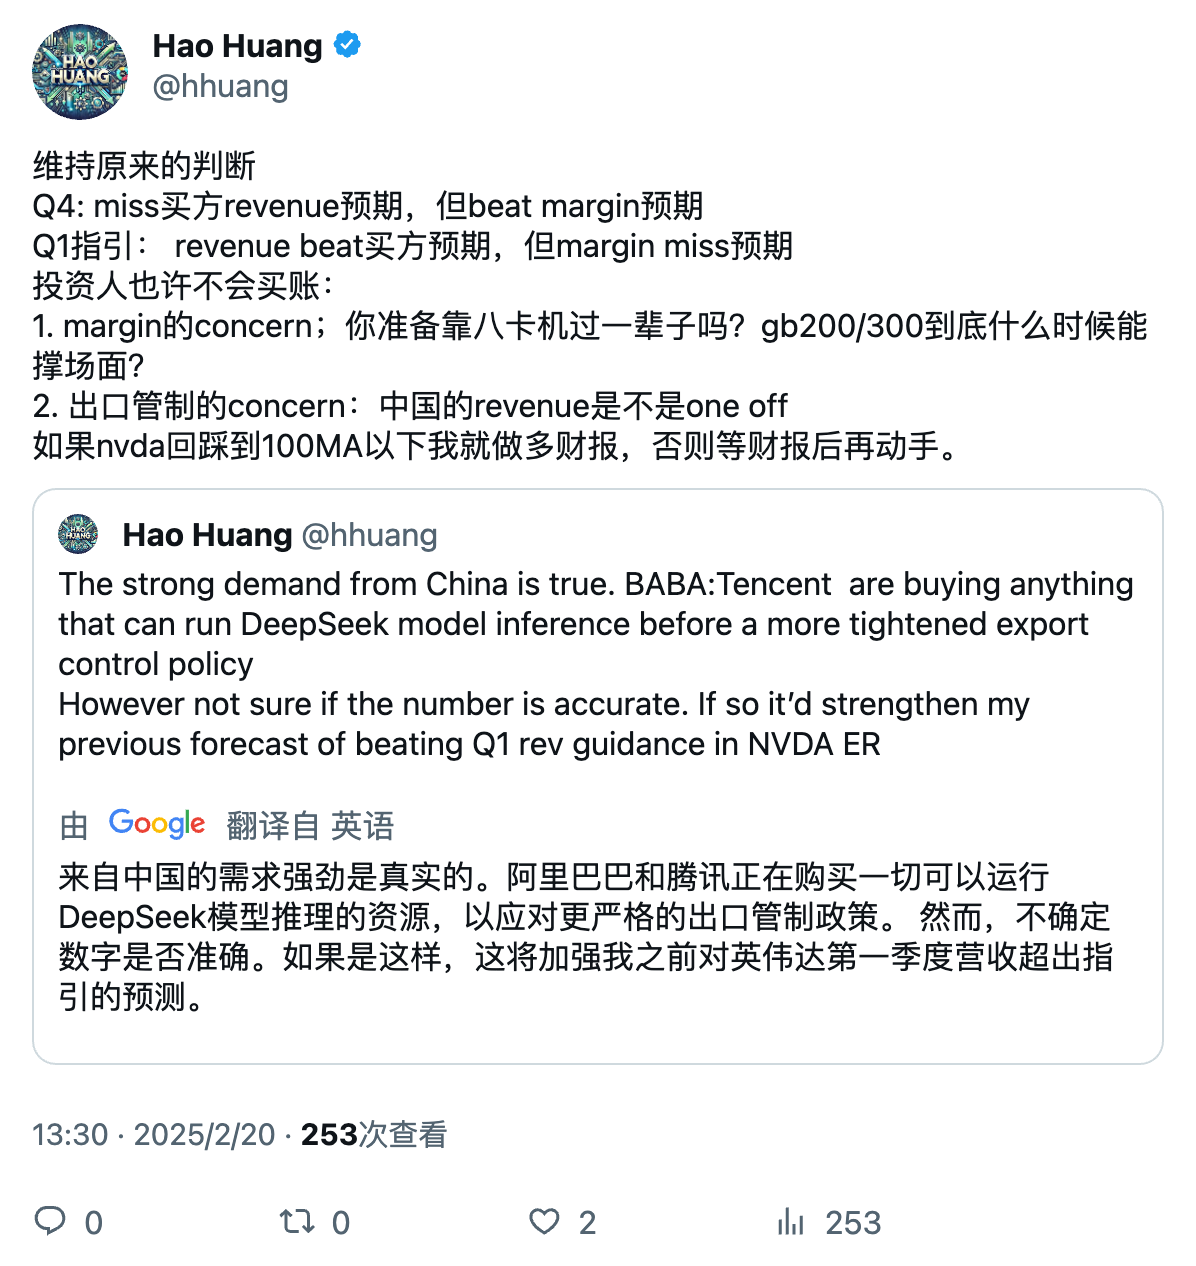 HAO
HUANG
Hao Huang
@hhuang
维持原来的判断
Q4: miss买方revenue预期，但beat margin预期
Q1指引： revenue beat买方预期，但margin miss预期
投资人也许不会买账：
1. margin的concern；你准备靠八卡机过一辈子吗？gb200/300到底什么时候能
撑场面？
2. 出口管制的concern：中国的revenue是不是one off
如果nvda回踩到100MA以下我就做多财报，否则等财报后再动手。
HAO
HUANG
Hao Huang @hhuang
The strong demand from China is true. BABA:Tencent  are buying anything
that can run DeepSeek model inference before a more tightened export
control policy
However not sure if the number is accurate. If so it’d strengthen my
previous forecast of beating Q1 rev guidance in NVDA ER
由 Google 翻译自 英语
来自中国的需求强劲是真实的。阿里巴巴和腾讯正在购买一切可以运行
DeepSeek模型推理的资源，以应对更严格的出口管制政策。 然而，不确定
数字是否准确。如果是这样，这将加强我之前对英伟达第一季度营收超出指
引的预测。
13:30 · 2025/2/20 · 253次查看
0 0 2 253